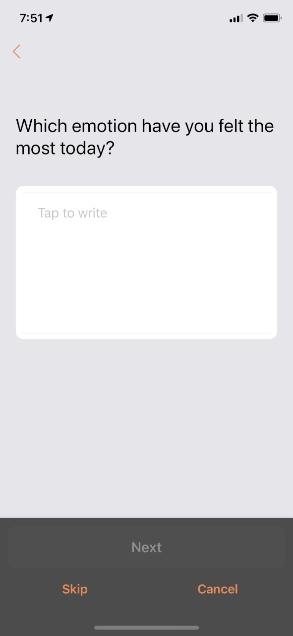 7:51
Which emotion have you felt the
most today?
Tap to write
Next
Skip Cancel